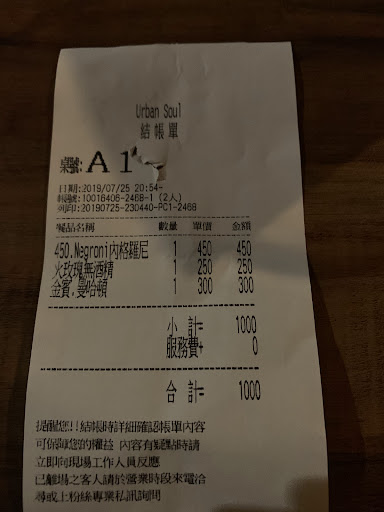 Urban Soul
結帳單
桌號: A 1
日期:2019/07/25 20:54-
帳號:10016406-2468-1 (2人)
列印:20190725-230440-PC1-2468
餐品名稱 數量 單價 金額
450.Negroni內格羅尼 1 450 450
火玫瑰無酒精 1 250 250
金賓.曼哈頓 1 300 300
小 計= 1000
服務費+ 0
合 計= 1000
提醒您!!結帳時詳細確認帳單內容
可保障您的權益 內容有疑點時請
立即向現場工作人員反應
已離場之客人請於營業時段來電洽
尋或上粉絲專業私訊詢問